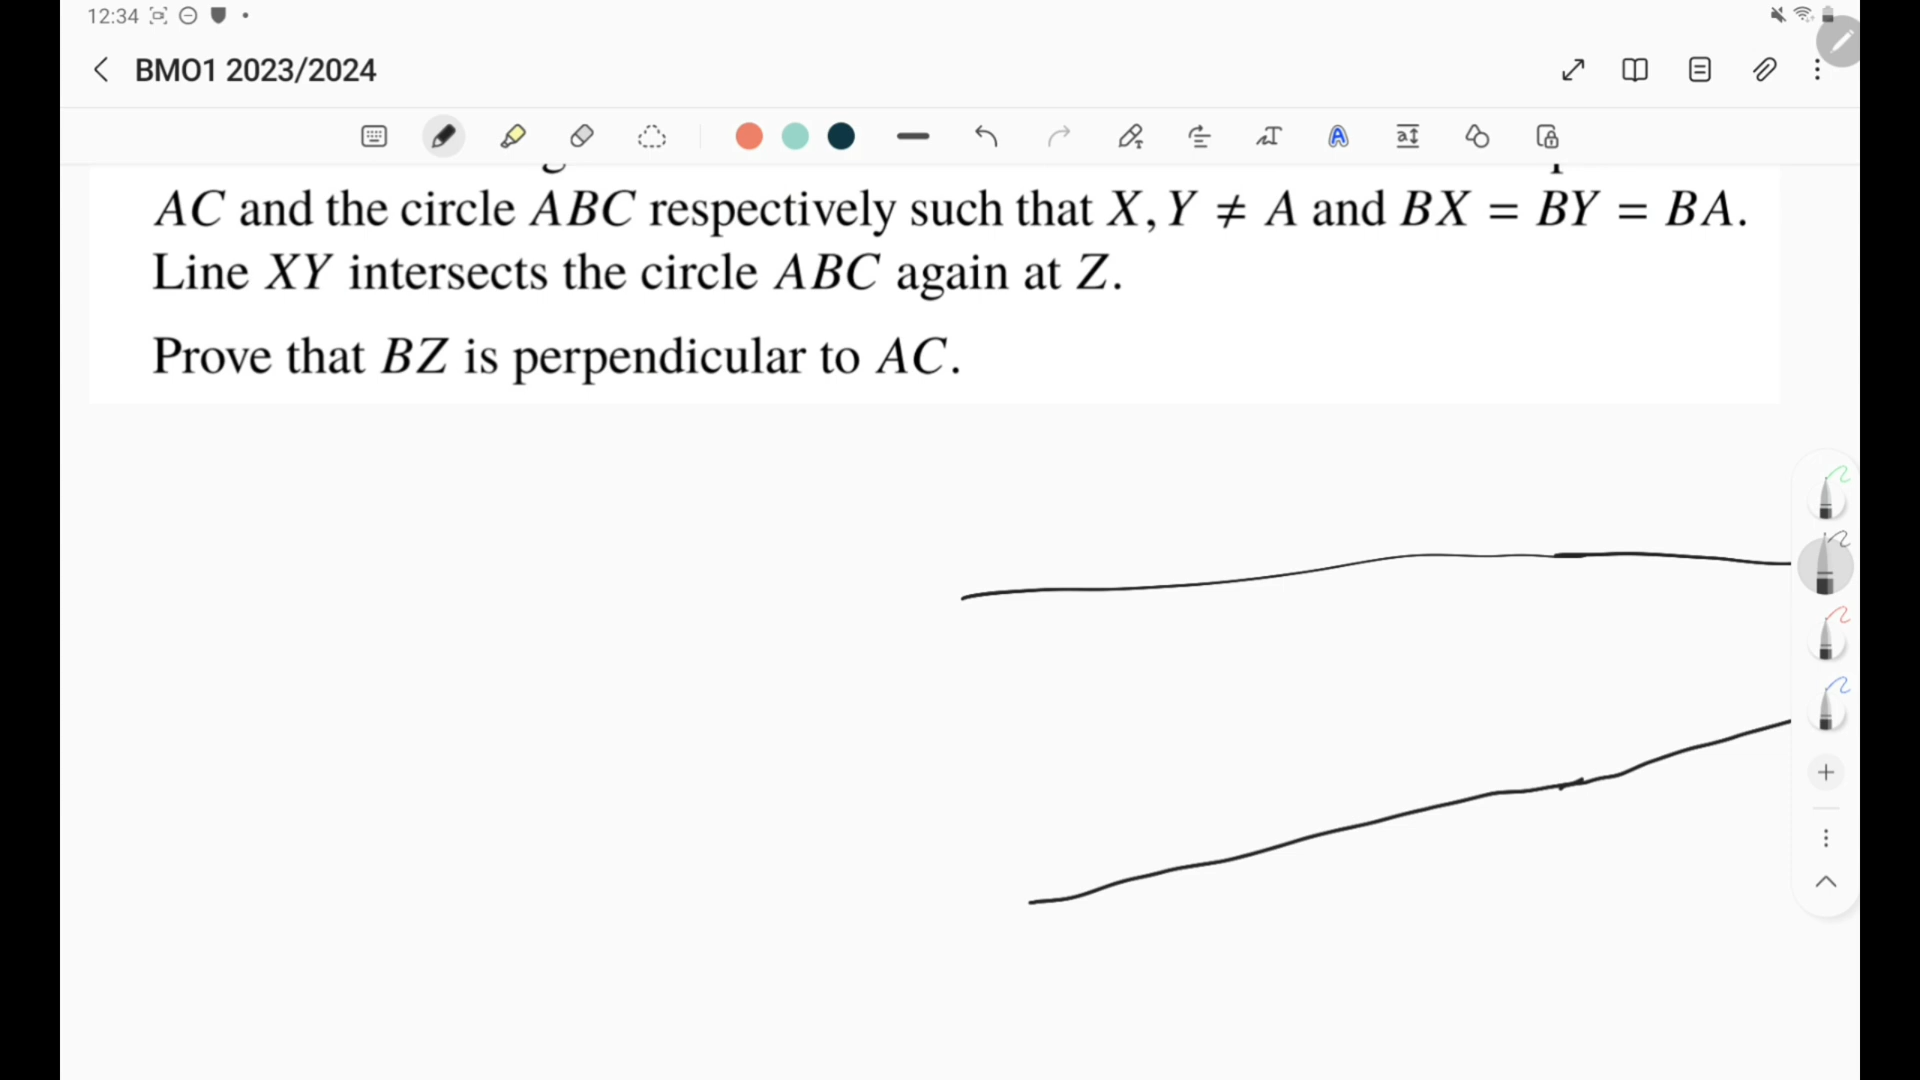 12:34
BMO1 2023/2024
AC and the circle ABC respectively such that X, Y ≠ A and BX = BY = BA.
Line XY intersects the circle ABC again at Z.
Prove that BZ is perpendicular to AC.